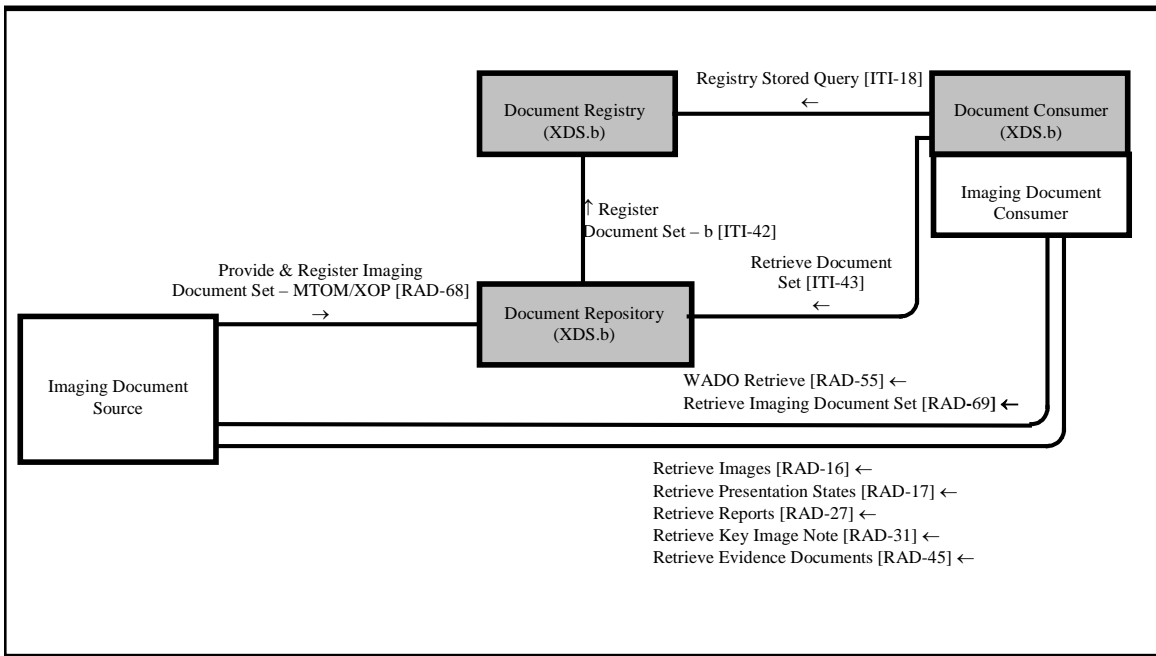 Registry Stored Query [ITI-18]
←
Document Registry
(XDS.b)
Document Consumer
(XDS.b)
Imaging Document
Consumer
↑ Register
Document Set – b [ITI-42]
Provide & Register Imaging
Document Set – MTOM/XOP [RAD-68]
→
Retrieve Document
Set [ITI-43]
←
Document Repository
(XDS.b)
Imaging Document
Source
WADO Retrieve [RAD-55] ←
Retrieve Imaging Document Set [RAD-69] ←
Retrieve Images [RAD-16] ←
Retrieve Presentation States [RAD-17] ←
Retrieve Reports [RAD-27] ←
Retrieve Key Image Note [RAD-31] ←
Retrieve Evidence Documents [RAD-45] ←